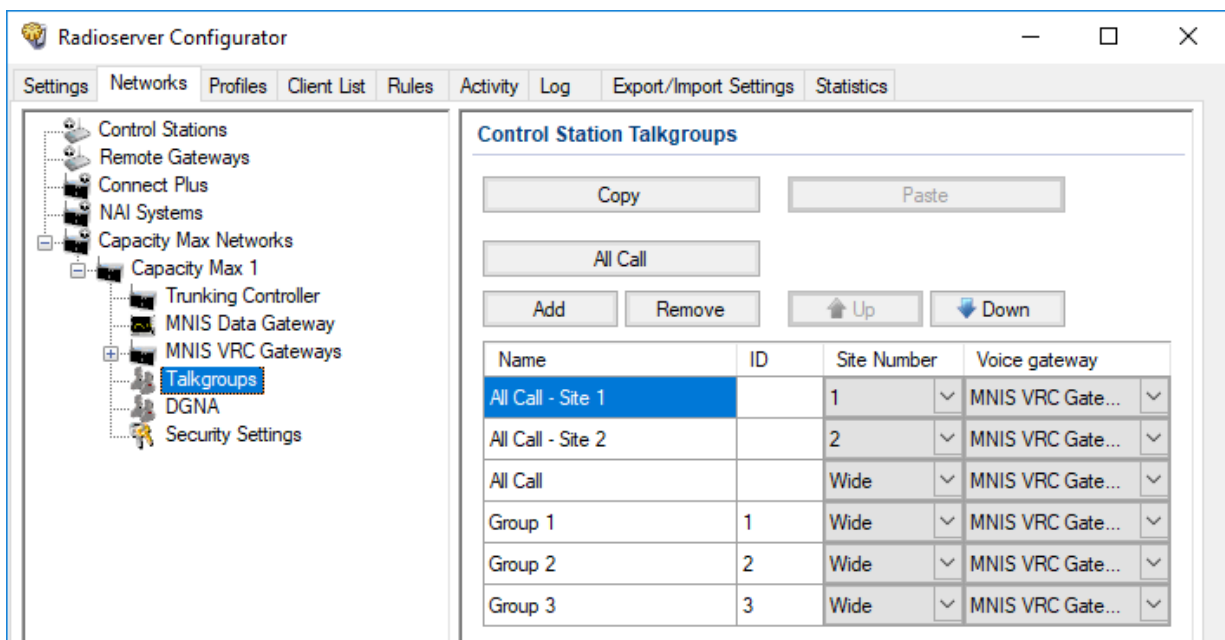 Radioserver Configurator
Settings Networks Profiles Client List Rules Activity Log Export/Import Settings Statistics
Control Stations
Remote Gateways
Connect Plus
NAI Systems
Capacity Max Networks
Capacity Max 1
Trunking Controller
MNIS Data Gateway
MNIS VRC Gateways
Talkgroups
DGNA
Security Settings
Control Station Talkgroups
Copy Paste
All Call
Add Remove Up Down
Name ID Site Number Voice gateway
All Call - Site 1 1 MNIS VRC Gate...
All Call - Site 2 2 MNIS VRC Gate...
All Call Wide MNIS VRC Gate...
Group 1 1 Wide MNIS VRC Gate...
Group 2 2 Wide MNIS VRC Gate...
Group 3 3 Wide MNIS VRC Gate...